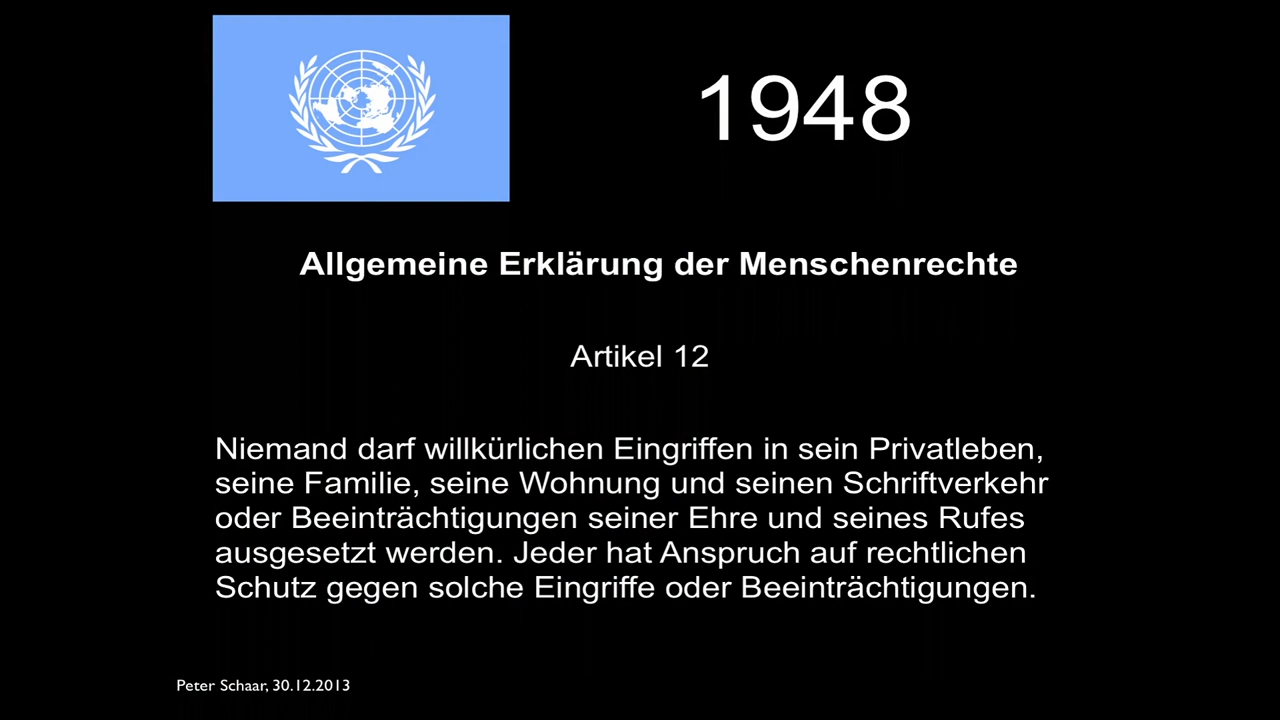 1948
Allgemeine Erklärung der Menschenrechte
Artikel 12
Niemand darf willkürlichen Eingriffen in sein Privatleben,
seine Familie, seine Wohnung und seinen Schriftverkehr
oder Beeinträchtigungen seiner Ehre und seines Rufes
ausgesetzt werden. Jeder hat Anspruch auf rechtlichen
Schutz gegen solche Eingriffe oder Beeinträchtigungen.
Peter Schaar, 30.12.2013